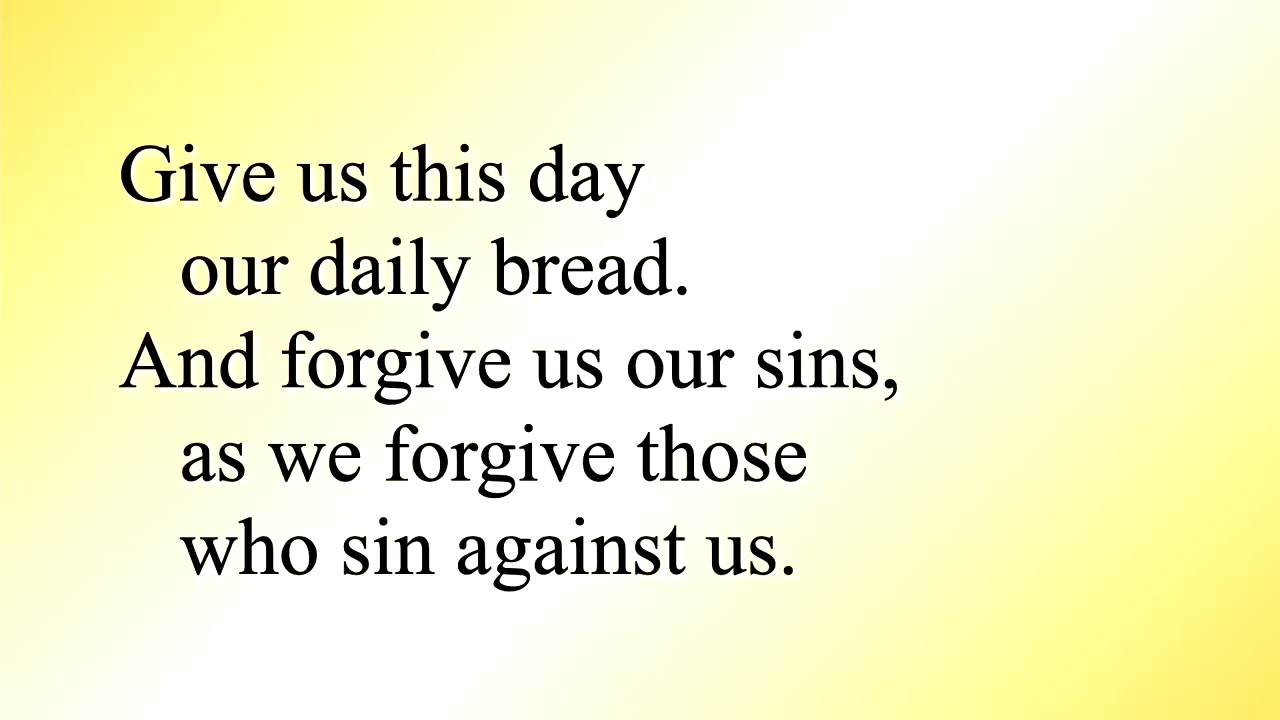 Give us this day
our daily bread.
And forgive us our sins,
as we forgive those
who sin against us.